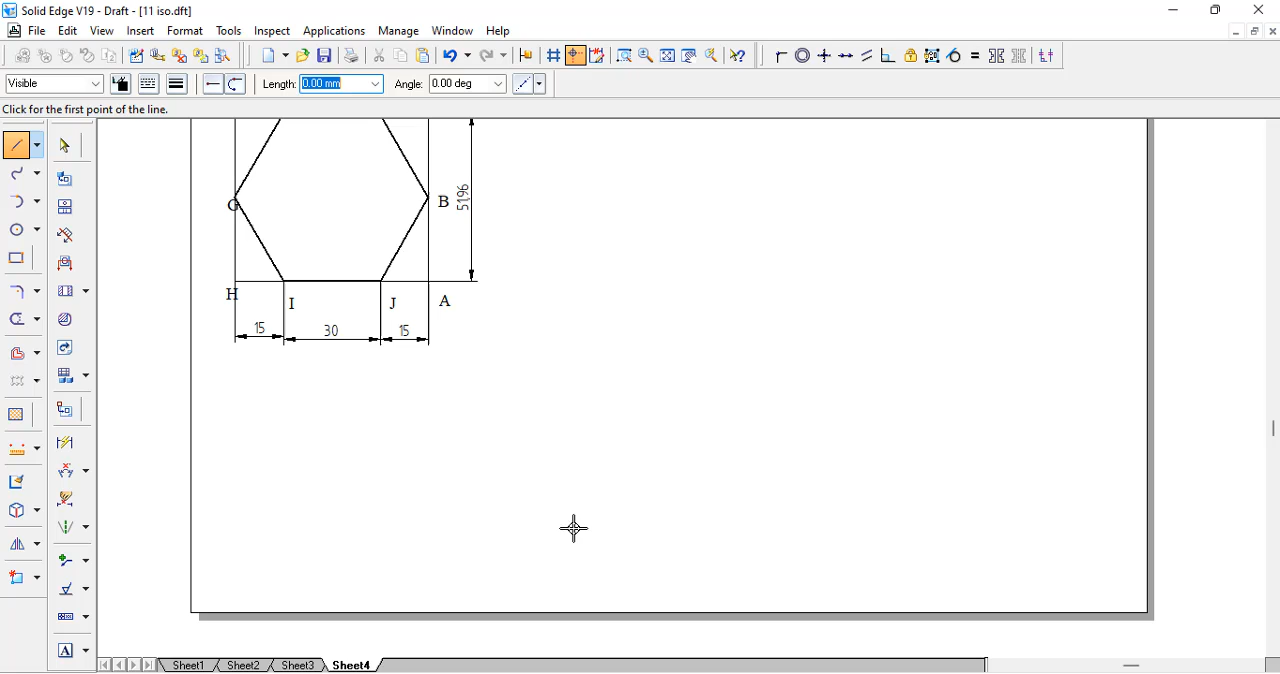 Solid Edge V19 - Draft - [11 iso.dft]
File Edit View Insert Format Tools Inspect Applications Manage Window Help
Visible Length: 0.00 mm Angle: 0.00 deg
Click for the first point of the line.
G B 51,96
H I J A
15 30 15
A
Sheet1 Sheet2 Sheet3 Sheet4